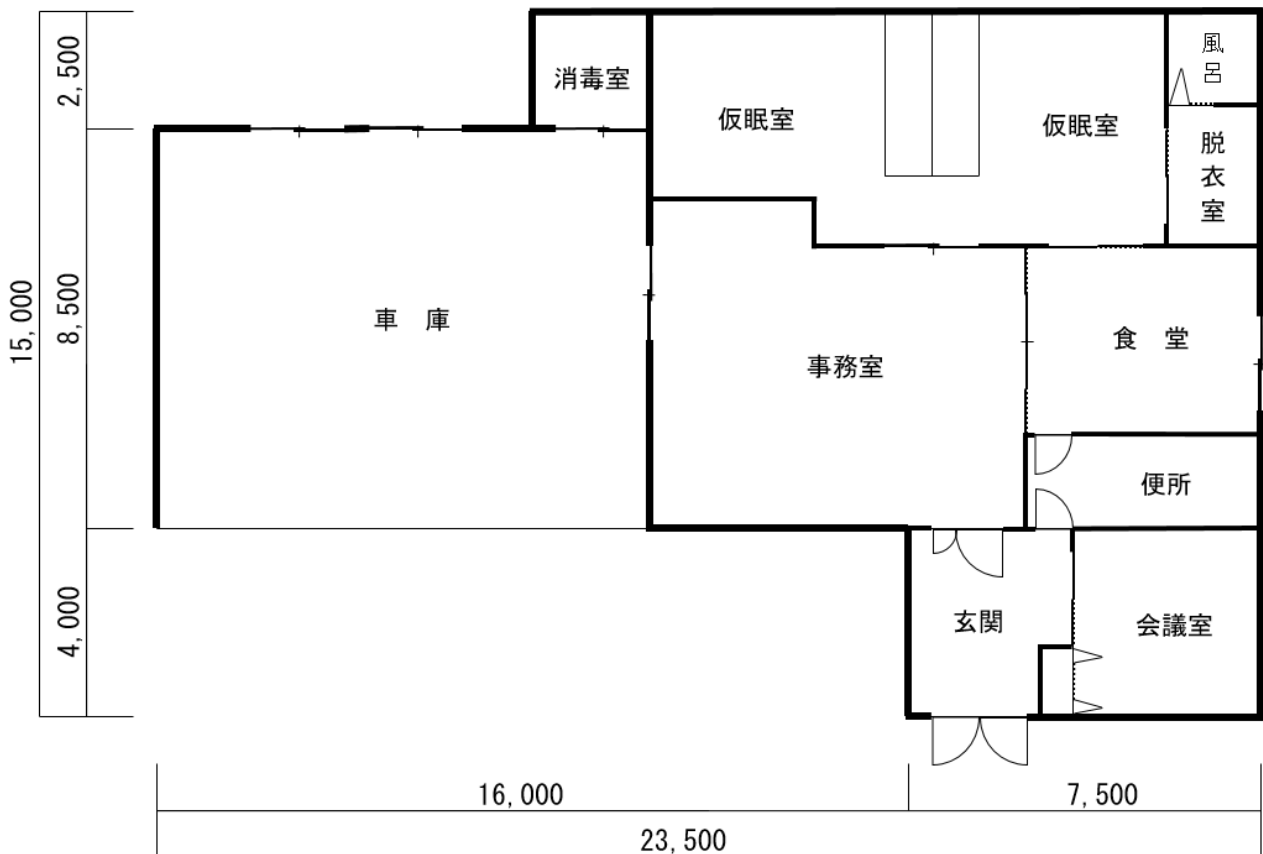 風呂
消毒室
仮眠室
仮眠室
脱衣室
車　庫
事務室
食　堂
便所
玄関
会議室
2,500
8,500
15,000
4,000
16,000
7,500
23,500